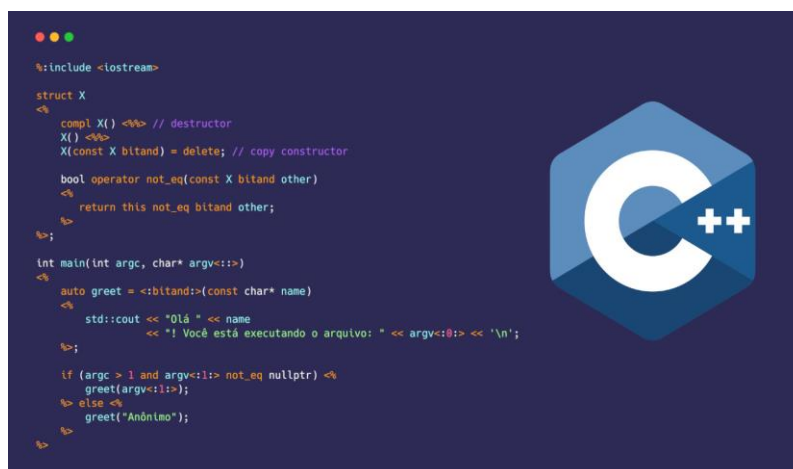 %:include <iostream>
struct X
<%
compl X() <%%> // destructor
X() <%%>
X(const X bitand) = delete; // copy constructor
bool operator not_eq(const X bitand other)
<%
return this not_eq bitand other;
%>
%>;
int main(int argc, char* argv<::>)
<%
auto greet = <:bitand:>(const char* name)
<%
std::cout << "Olá " << name
<< "! Você está executando o arquivo: " << argv<:0:> << '\n';
%>;
if (argc > 1 and argv<:1:> not_eq nullptr) <%
greet(argv<:1:>);
%> else <%
greet("Anônimo");
%>
%>
C++